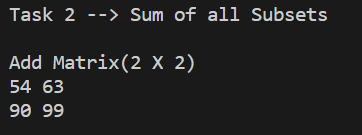 Task 2 --> Sum of all Subsets
Add Matrix(2 X 2)
54 63
90 99